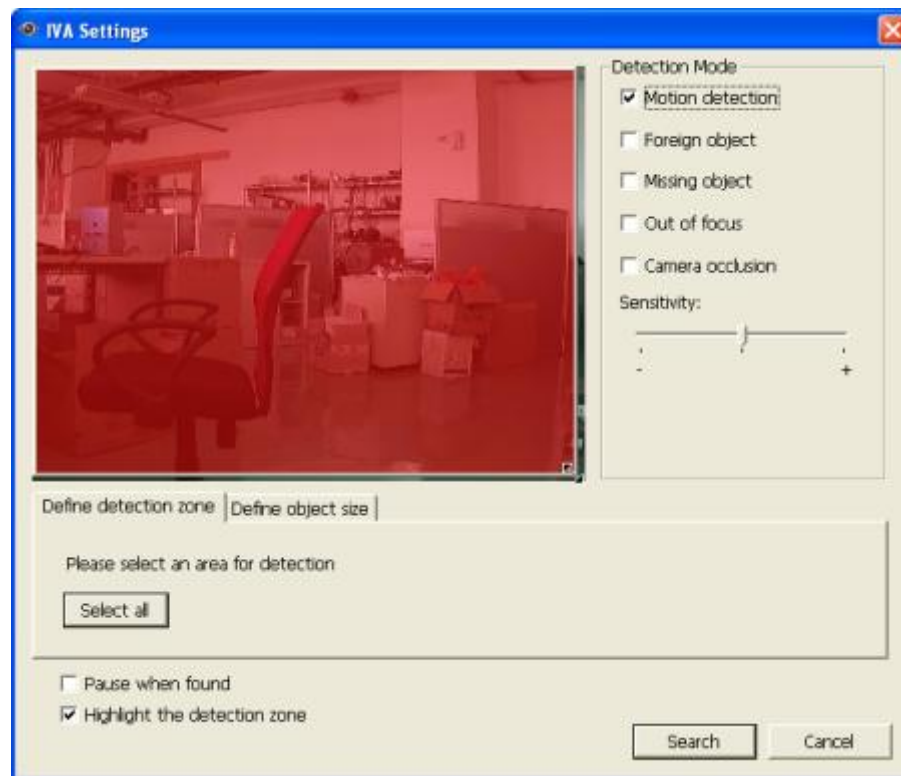 IVA Settings
Detection Mode
Motion detection
Foreign object
Missing object
Out of focus
Camera occlusion
Sensitivity:
- +
Define detection zone Define object size
Please select an area for detection
Select all
Pause when found
Highlight the detection zone
Search Cancel